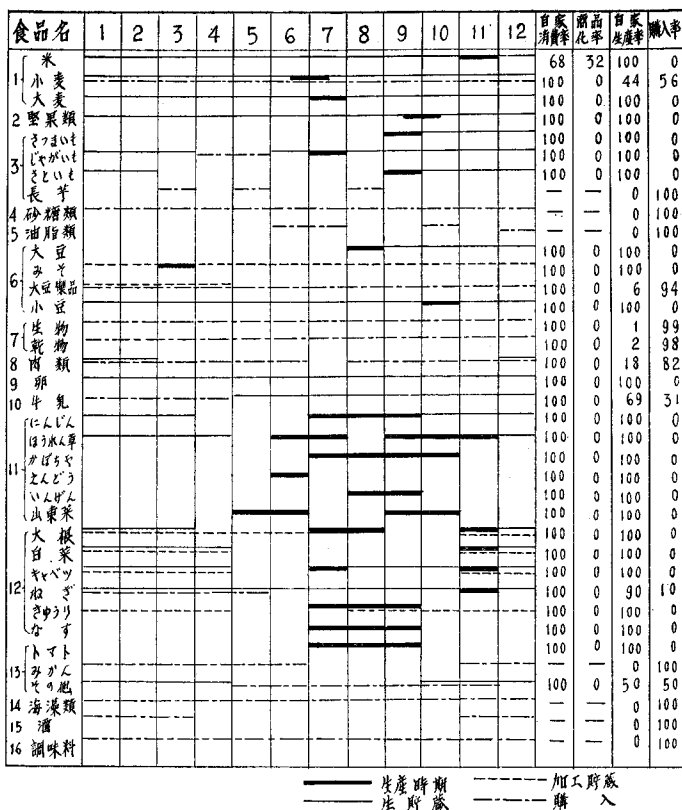 食品名 1 2 3 4 5 6 7 8 9 10 11 12 自家消費率 商品化率 自家生産率 購入率
1 米 68 32 100 0
小麦 100 0 44 56
大麦 100 0 100 0
2 堅果類 100 0 100 0
3 さつまいも 100 0 100 0
じゃがいも 100 0 100 0
さといも 100 0 100 0
長芋 — — 0 100
4 砂糖類 — — 0 100
5 油脂類 — — 0 100
6 大豆 100 0 100 0
みそ 100 0 100 0
大豆製品 100 0 6 94
小豆 100 0 100 0
7 生物 100 0 1 99
乾物 100 0 2 98
8 肉類 100 0 18 82
9 卵 100 0 100 0
10 牛乳 100 0 69 31
11 にんじん 100 0 100 0
ほうれん草 100 0 100 0
かぼちゃ 100 0 100 0
えんどう 100 0 100 0
いんげん 100 0 100 0
山東菜 100 0 100 0
12 大根 100 0 100 0
白菜 100 0 100 0
キャベツ 100 0 100 0
ねぎ 100 0 90 10
きゅうり 100 0 100 0
なす 100 0 100 0
13 トマト 100 0 100 0
みかん — — 0 100
その他 100 0 50 50
14 海藻類 — — 0 100
15 酒 — — 0 100
16 調味料 — — 0 100
生産時期 加工貯蔵
生貯蔵 購入